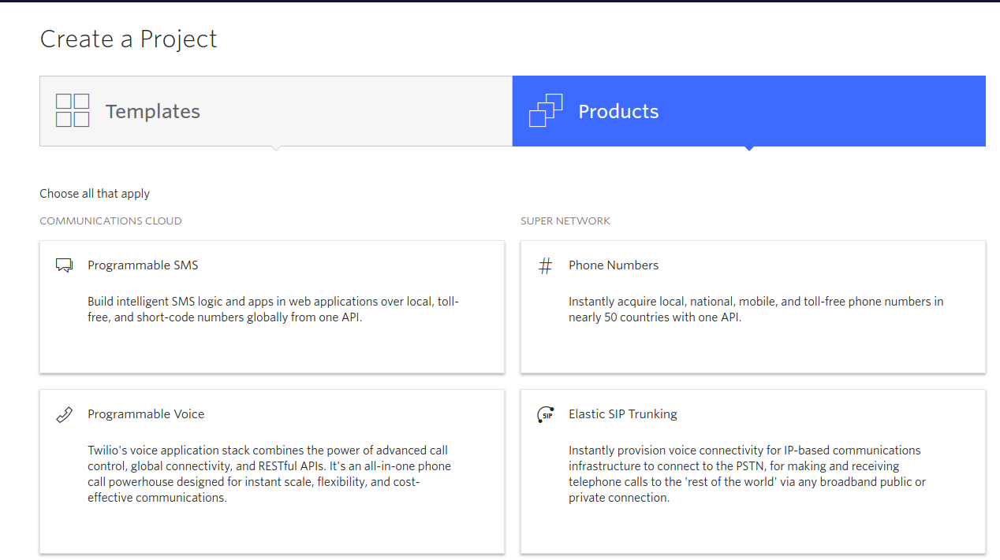 Create a Project
Templates
Products
Choose all that apply
COMMUNICATIONS CLOUD
Programmable SMS
Build intelligent SMS logic and apps in web applications over local, toll-
free, and short-code numbers globally from one API.
Programmable Voice
Twilio's voice application stack combines the power of advanced call
control, global connectivity, and RESTful APIs. It's an all-in-one phone
call powerhouse designed for instant scale, flexibility, and cost-
effective communications.
SUPER NETWORK
# Phone Numbers
Instantly acquire local, national, mobile, and toll-free phone numbers in
nearly 50 countries with one API.
SIP
Elastic SIP Trunking
Instantly provision voice connectivity for IP-based communications
infrastructure to connect to the PSTN, for making and receiving
telephone calls to the 'rest of the world' via any broadband public or
private connection.